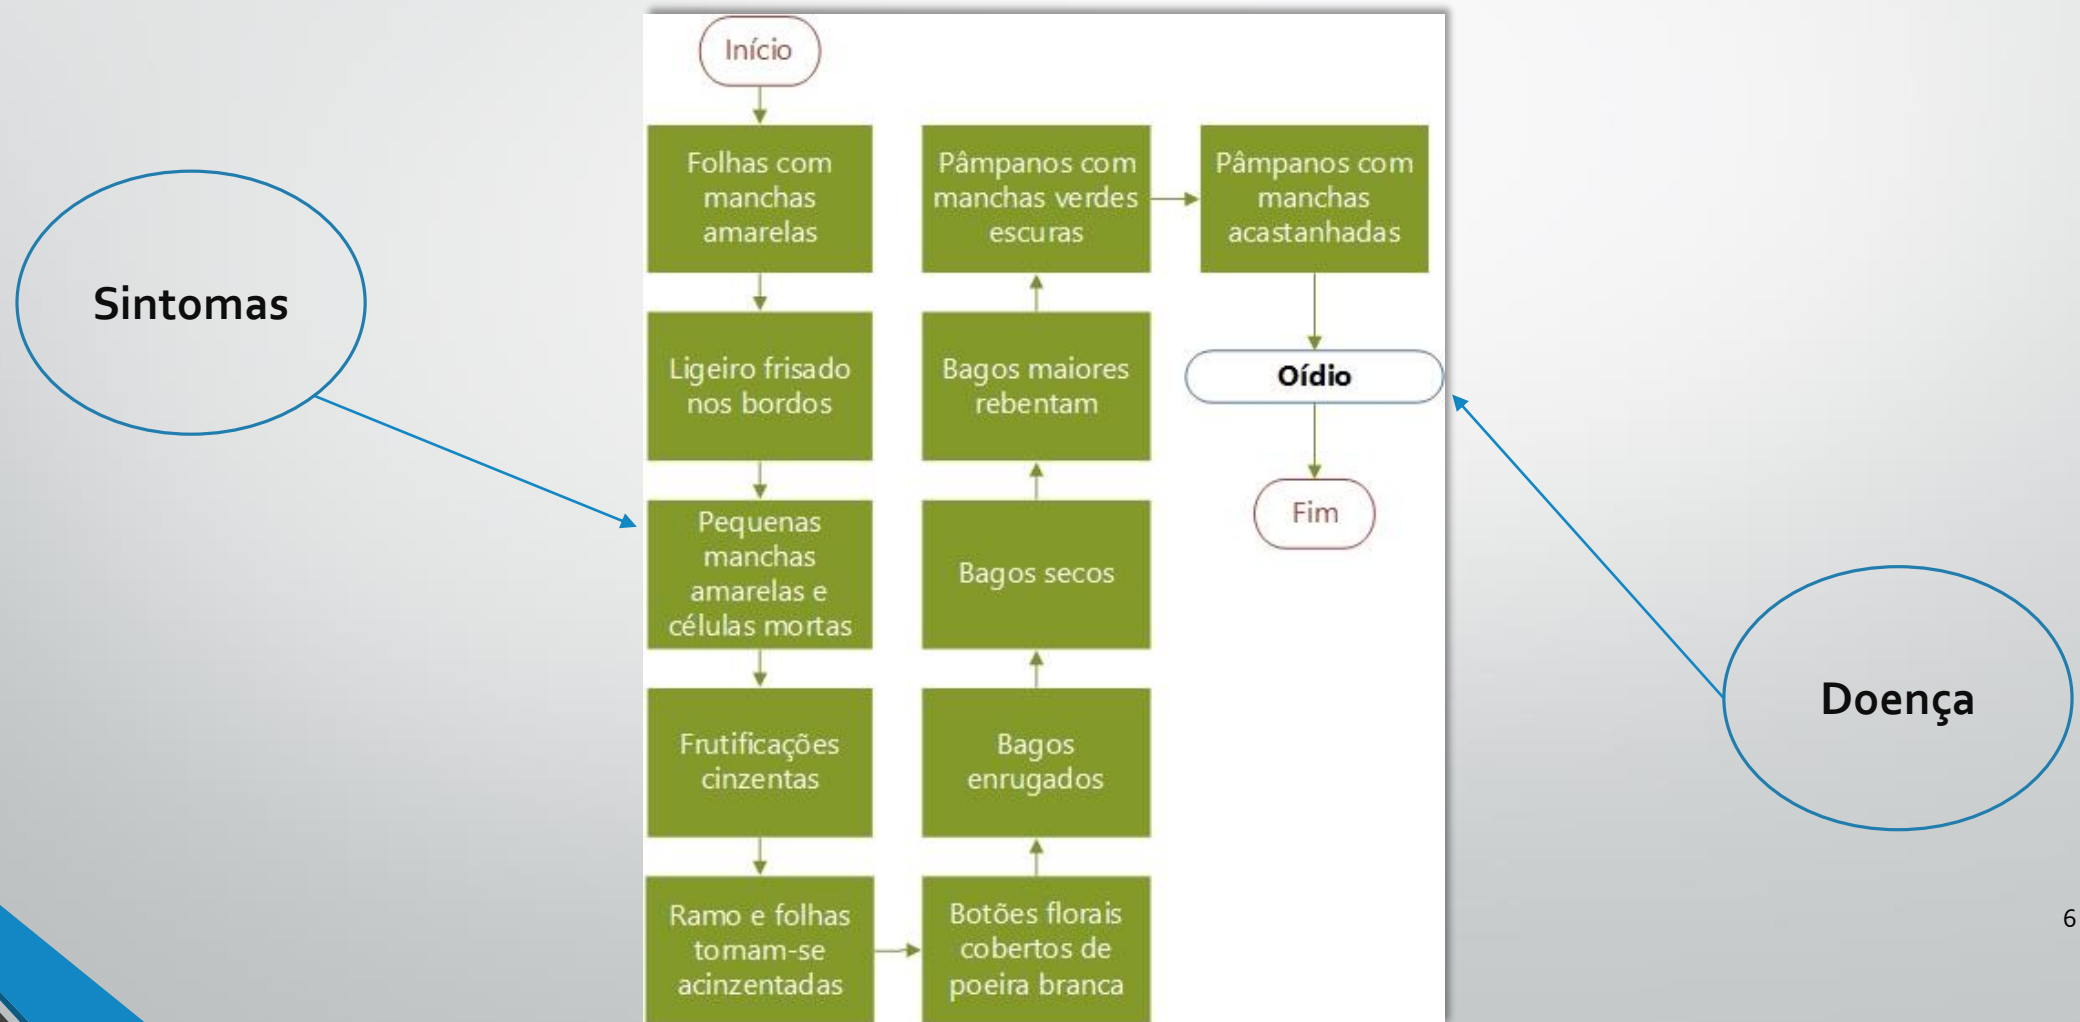 Início
Folhas com
manchas
amarelas
Ligeiro frisado
nos bordos
Pequenas
manchas
amarelas e
células mortas
Frutificações
cinzentas
Ramo e folhas
tornam-se
acinzentadas
Botões florais
cobertos de
poeira branca
Bagos
enrugados
Bagos secos
Bagos maiores
rebentam
Pâmpanos com
manchas verdes
escuras
Pâmpanos com
manchas
acastanhadas
Oídio
Fim
Sintomas
Doença
6